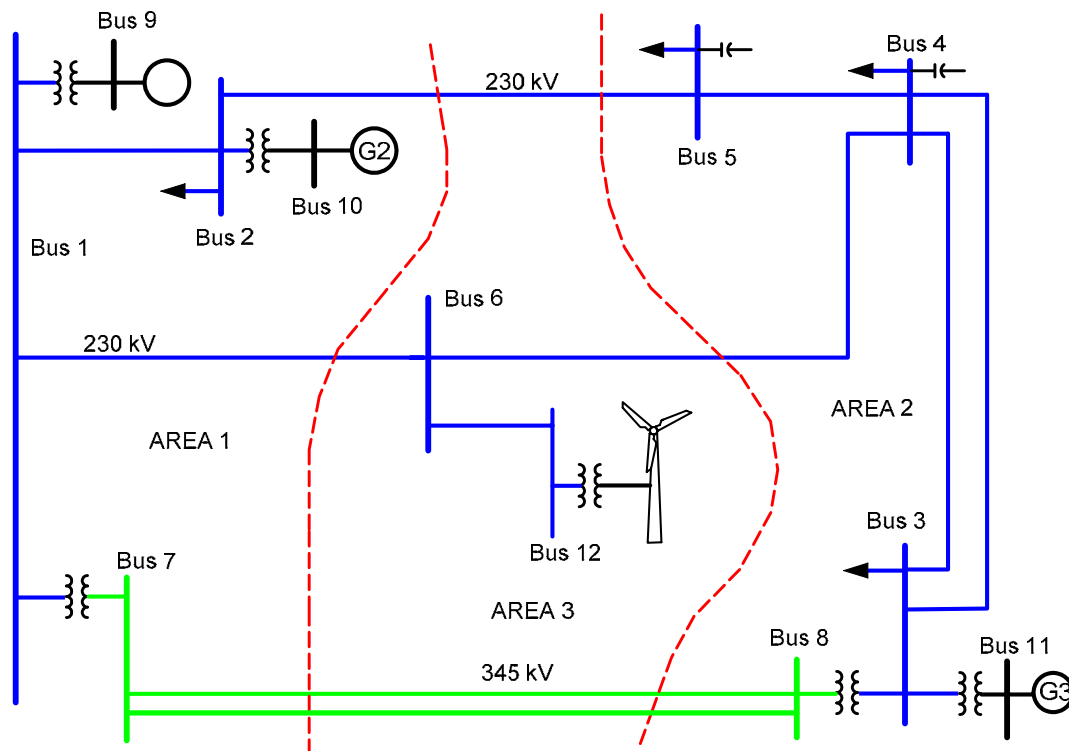 Bus 9
Bus 4
230 kV
G2
Bus 5
Bus 10
Bus 2
Bus 1
Bus 6
230 kV
AREA 2
AREA 1
Bus 3
Bus 12
Bus 7
AREA 3
Bus 8
Bus 11
345 kV
G3